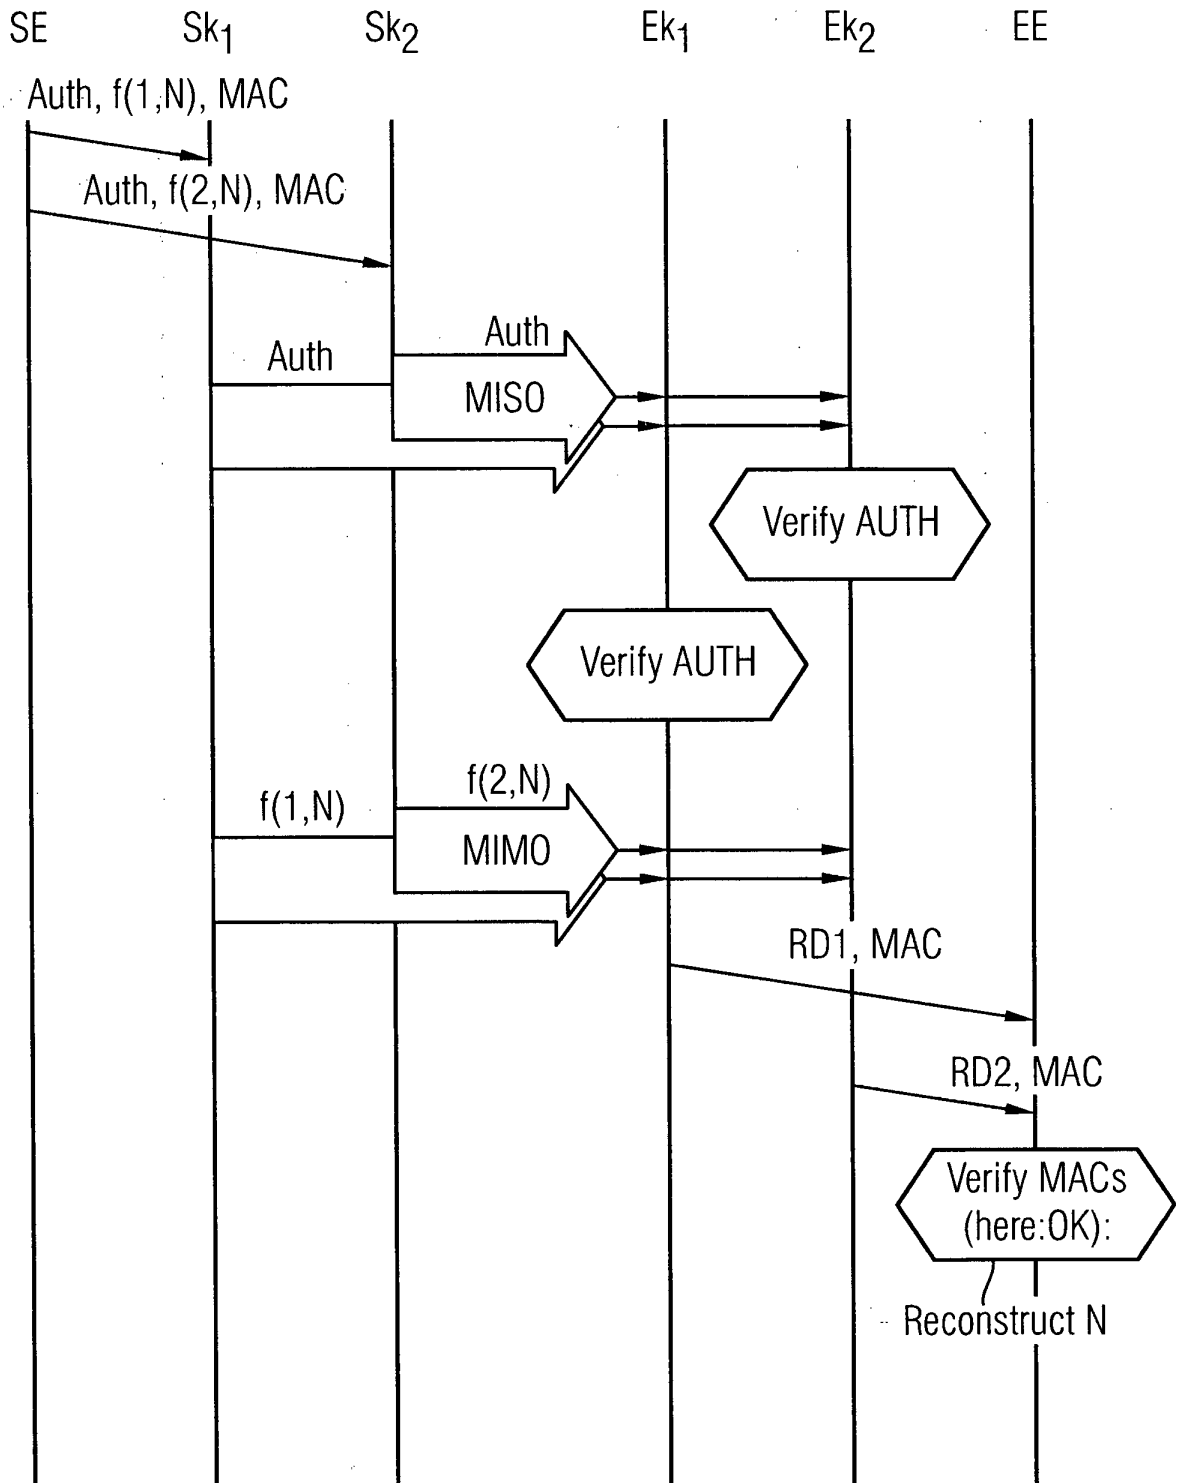 SE Sk1 Sk2 Ek1 Ek2 EE
Auth, f(1,N), MAC
Auth, f(2,N), MAC
Auth
Auth
MISO
Verify AUTH
Verify AUTH
f(2,N)
f(1,N)
MIMO
RD1, MAC
RD2, MAC
Verify MACs
(here:OK):
Reconstruct N